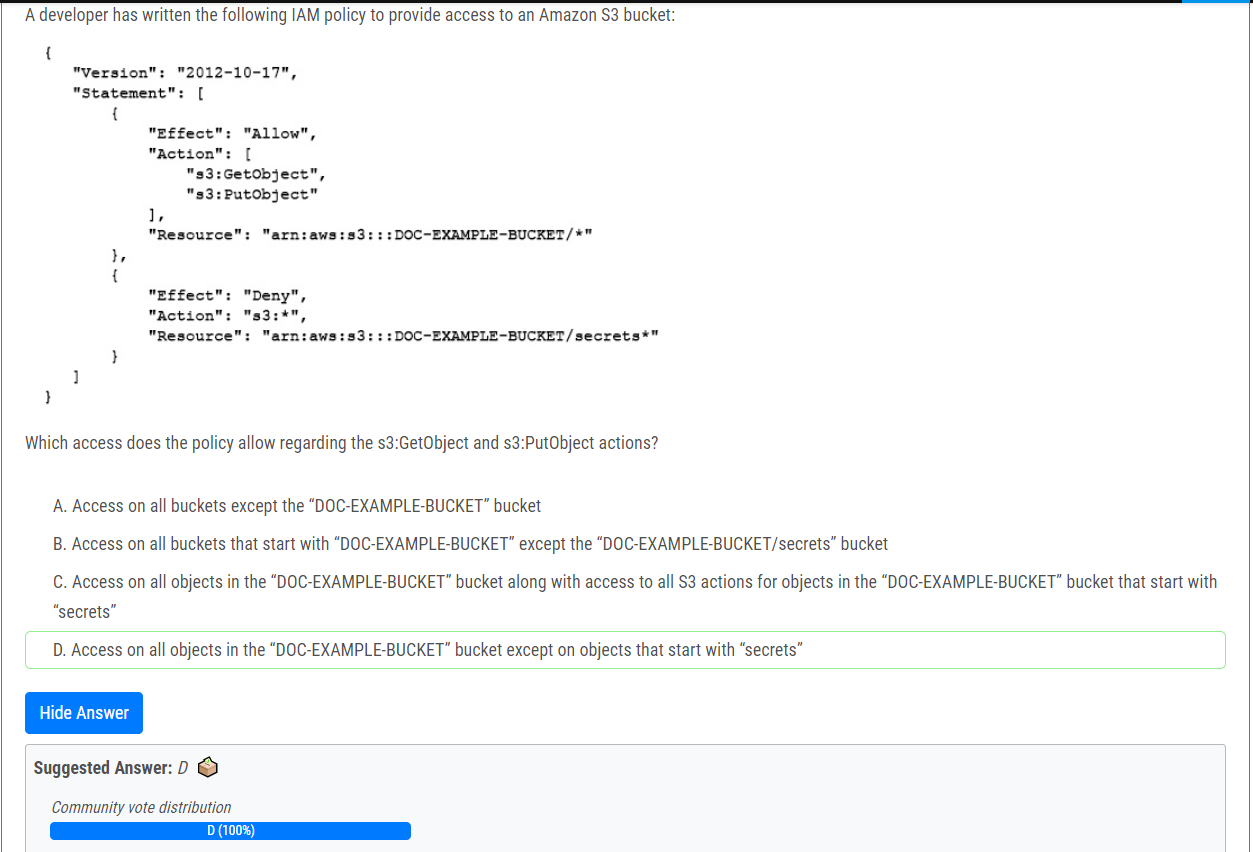 A developer has written the following IAM policy to provide access to an Amazon S3 bucket:
{
"Version": "2012-10-17",
"Statement": [
{
"Effect": "Allow",
"Action": [
"s3:GetObject",
"s3:PutObject"
],
"Resource": "arn:aws:s3:::DOC-EXAMPLE-BUCKET/*"
},
{
"Effect": "Deny",
"Action": "s3:*",
"Resource": "arn:aws:s3:::DOC-EXAMPLE-BUCKET/secrets*"
}
]
}
Which access does the policy allow regarding the s3:GetObject and s3:PutObject actions?
A. Access on all buckets except the “DOC-EXAMPLE-BUCKET” bucket
B. Access on all buckets that start with “DOC-EXAMPLE-BUCKET” except the “DOC-EXAMPLE-BUCKET/secrets” bucket
C. Access on all objects in the “DOC-EXAMPLE-BUCKET” bucket along with access to all S3 actions for objects in the “DOC-EXAMPLE-BUCKET” bucket that start with
“secrets”
D. Access on all objects in the “DOC-EXAMPLE-BUCKET” bucket except on objects that start with “secrets”
Hide Answer
Suggested Answer: D
Community vote distribution
D (100%)